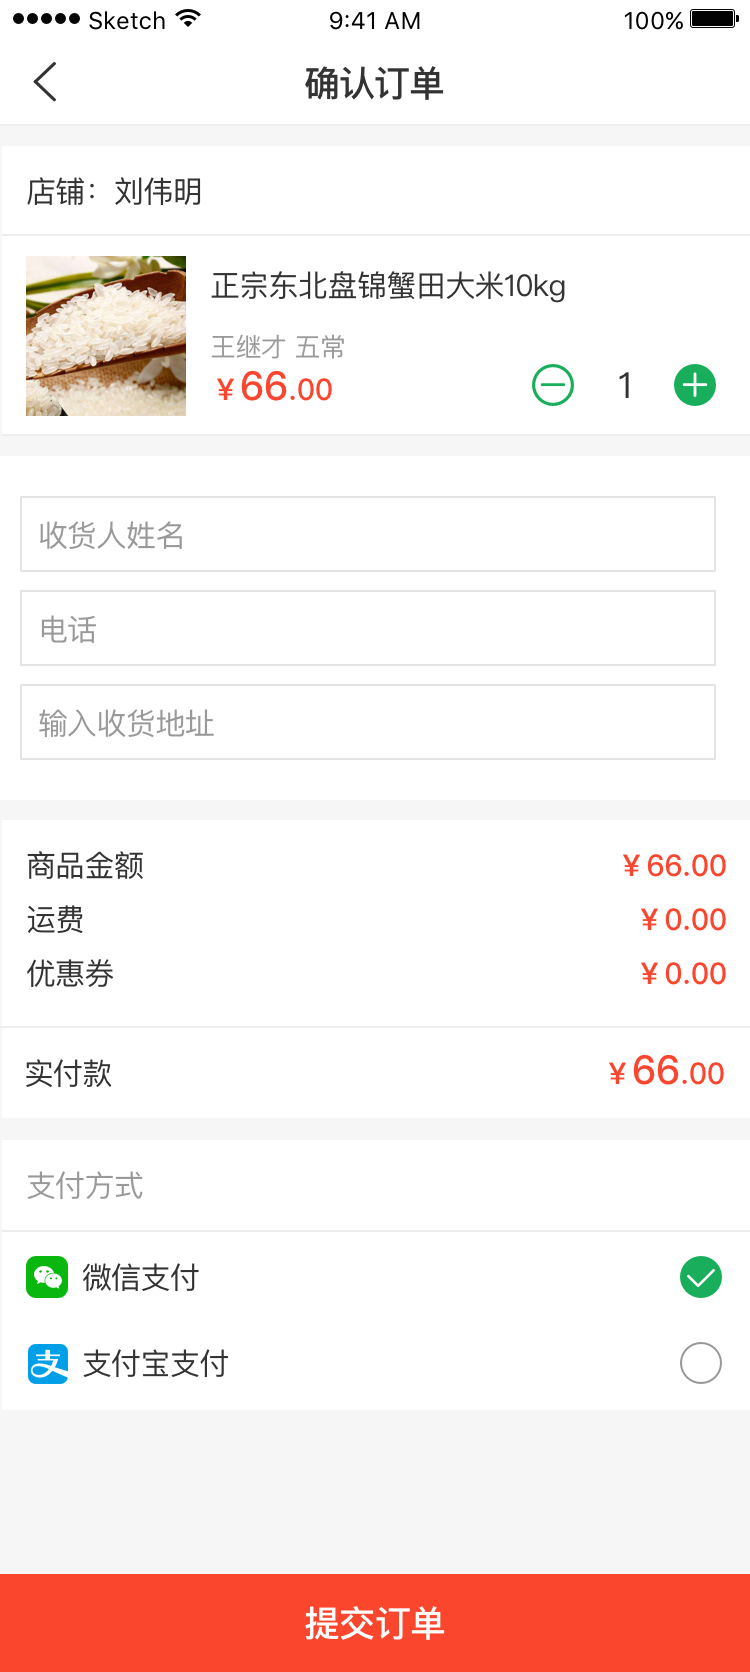 Sketch 9:41 AM 100%
确认订单
店铺：刘伟明
正宗东北盘锦蟹田大米10kg
王继才 五常
¥66.00 1
收货人姓名
电话
输入收货地址
商品金额 ¥66.00
运费 ¥0.00
优惠券 ¥0.00
实付款 ¥66.00
支付方式
微信支付
支 支付宝支付
提交订单